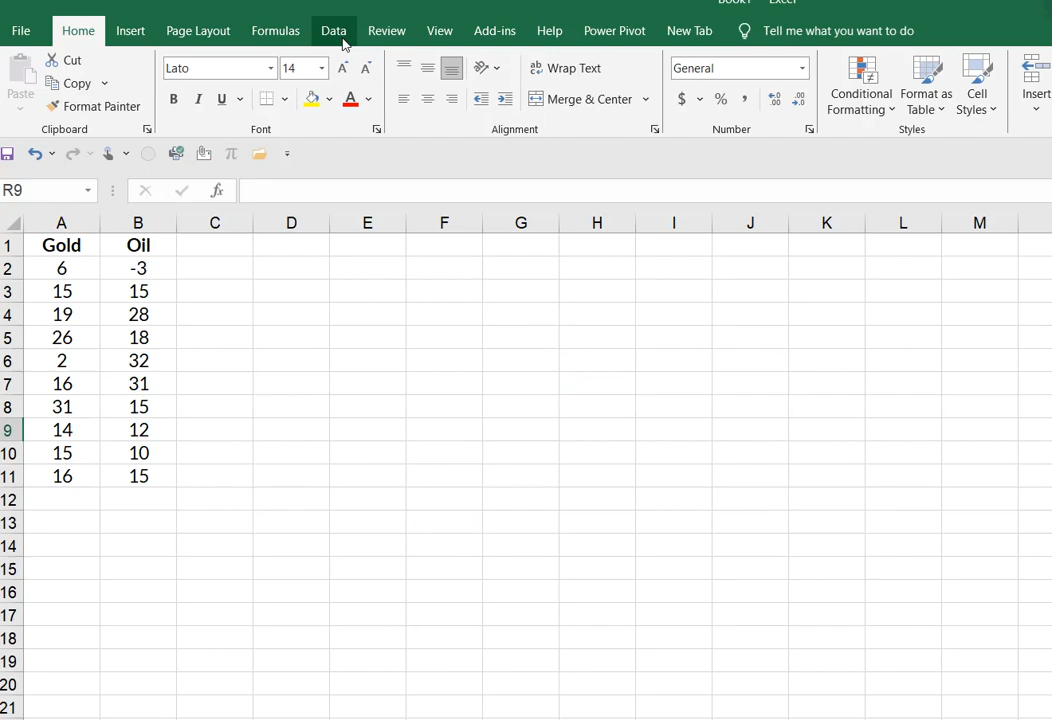 File Home Insert Page Layout Formulas Data Review View Add-ins Help Power Pivot New Tab Tell me what you want to do
Paste Cut Copy Format Painter
Lato 14
B I U A
ab Wrap Text
Merge & Center
General
$ % ,
Conditional Formatting
Format as Table
Cell Styles
Insert
Clipboard Font Alignment Number Styles
R9 fx
A B C D E F G H I J K L M
1 Gold Oil
2 6 -3
3 15 15
4 19 28
5 26 18
6 2 32
7 16 31
8 31 15
9 14 12
10 15 10
11 16 15
12
13
14
15
16
17
18
19
20
21